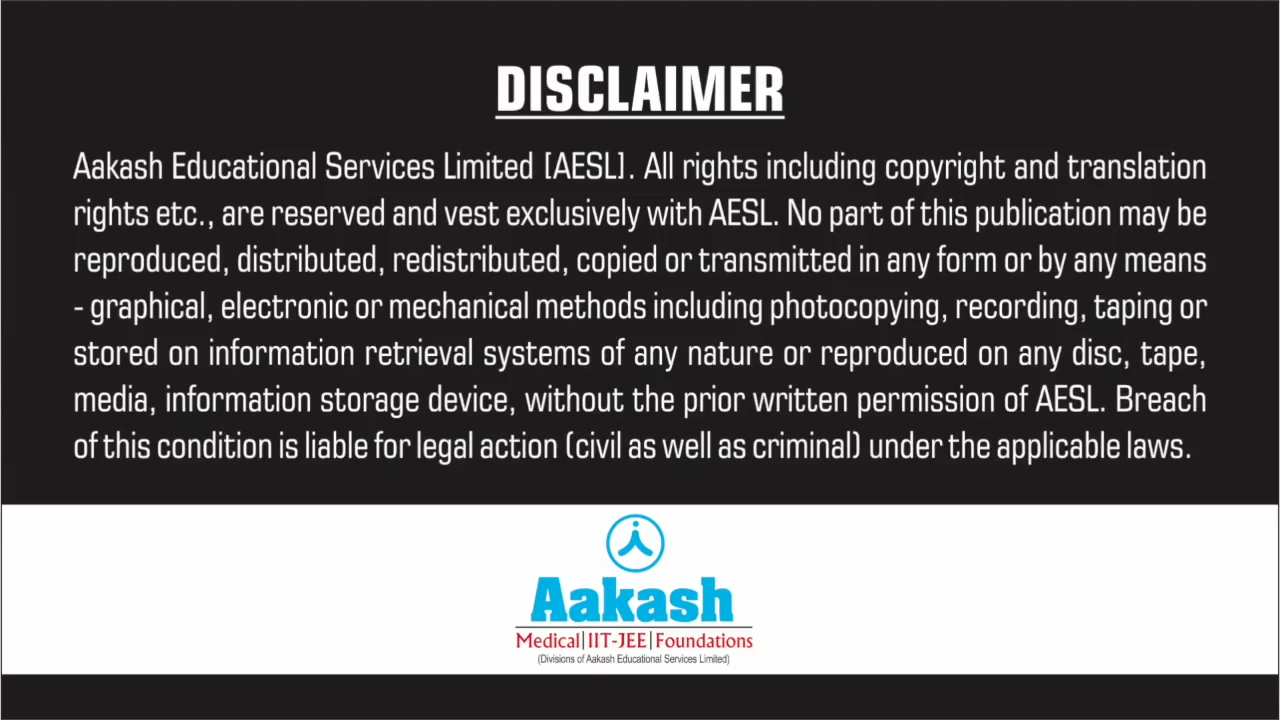 DISCLAIMER
Aakash Educational Services Limited [AESL]. All rights including copyright and translation
rights etc., are reserved and vest exclusively with AESL. No part of this publication may be
reproduced, distributed, redistributed, copied or transmitted in any form or by any means
- graphical, electronic or mechanical methods including photocopying, recording, taping or
stored on information retrieval systems of any nature or reproduced on any disc, tape,
media, information storage device, without the prior written permission of AESL. Breach
of this condition is liable for legal action (civil as well as criminal) under the applicable laws.
Aakash
Medical|IIT-JEE|Foundations
(Divisions of Aakash Educational Services Limited)